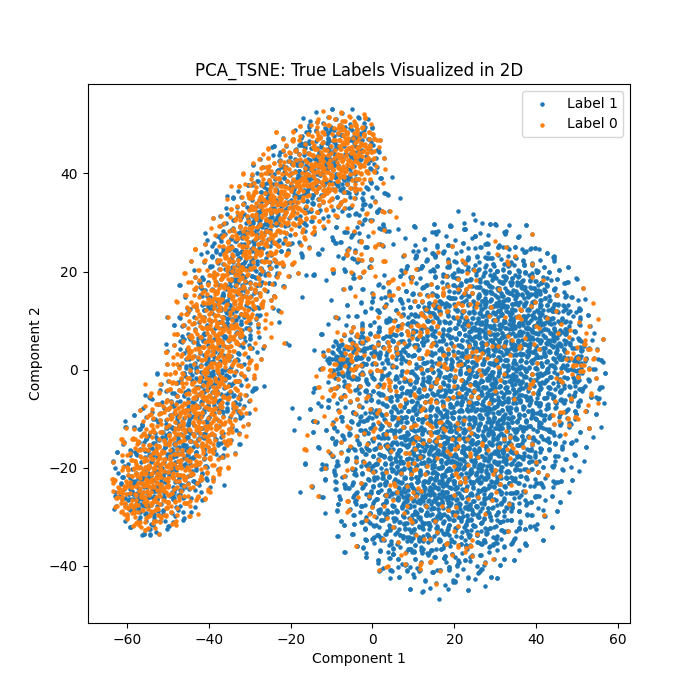 PCA_TSNE: True Labels Visualized in 2D
Label 1
Label 0
40
20
0
−20
−40
Component 2
−60
−40
−20
0
20
40
60
Component 1